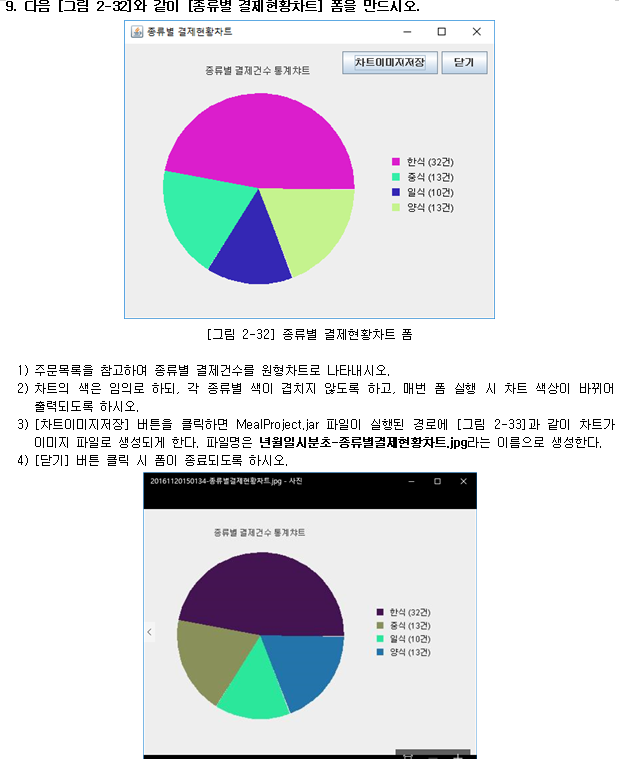 9. 다음 [그림 2-32]와 같이 [종류별 결제현황차트] 폼을 만드시오.
종류별 결제현황차트
종류별 결제건수 통계챠트
차트이미지저장
닫기
한식 (32건)
중식 (13건)
일식 (10건)
양식 (13건)
[그림 2-32] 종류별 결제현황차트 폼
1) 주문목록을 참고하여 종류별 결제건수를 원형차트로 나타내시오.
2) 차트의 색은 임의로 하되, 각 종류별 색이 겹치지 않도록 하고, 매번 폼 실행 시 차트 색상이 바뀌어
출력되도록 하시오.
3) [차트이미지저장] 버튼을 클릭하면 MealProject.jar 파일이 실행된 경로에 [그림 2-33]과 같이 차트가
이미지 파일로 생성되게 한다. 파일명은 년월일시분초-종류별결제현황차트.jpg라는 이름으로 생성한다.
4) [닫기] 버튼 클릭 시 폼이 종료되도록 하시오.
20161120150134-종류별결제현황차트.jpg - 사진
종류별 결제건수 통계챠트
한식 (32건)
중식 (13건)
일식 (10건)
양식 (13건)